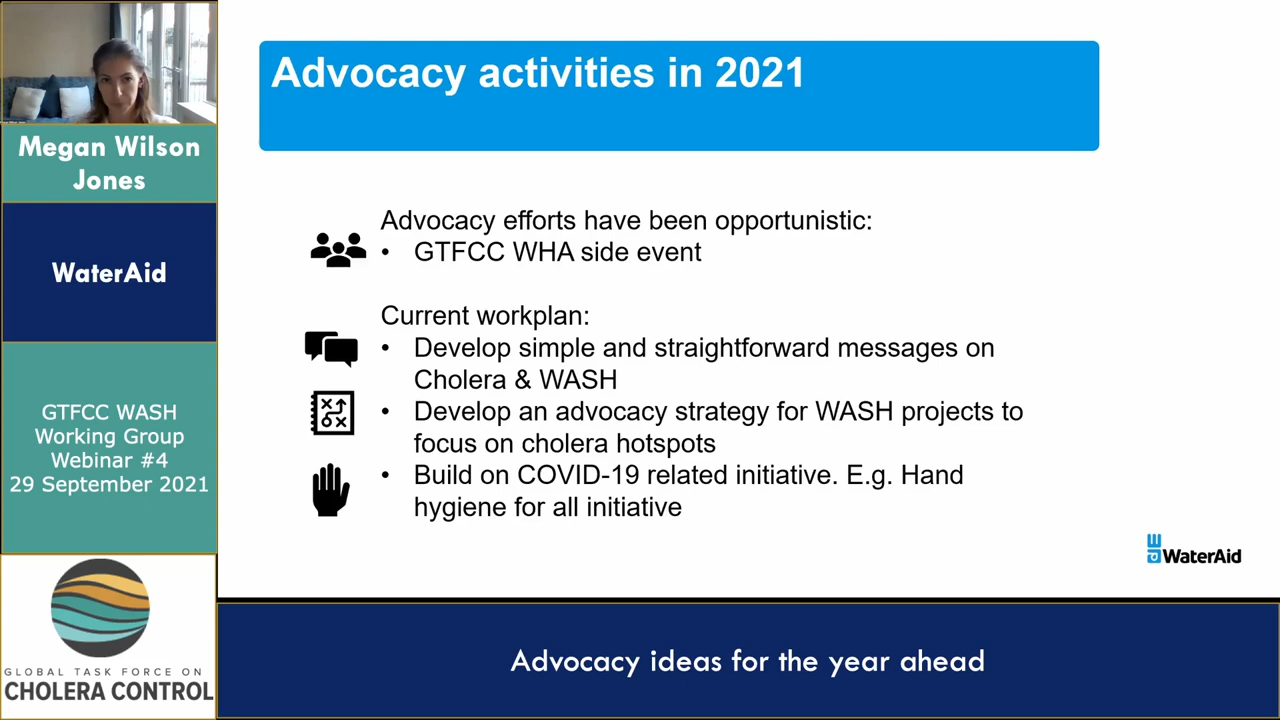 Megan Wilson
Jones
WaterAid
GTFCC WASH
Working Group
Webinar #4
29 September 2021
GLOBAL TASK FORCE ON
CHOLERA CONTROL
Advocacy activities in 2021
Advocacy efforts have been opportunistic:
• GTFCC WHA side event
Current workplan:
• Develop simple and straightforward messages on
Cholera & WASH
• Develop an advocacy strategy for WASH projects to
focus on cholera hotspots
• Build on COVID-19 related initiative. E.g. Hand
hygiene for all initiative
WaterAid
Advocacy ideas for the year ahead